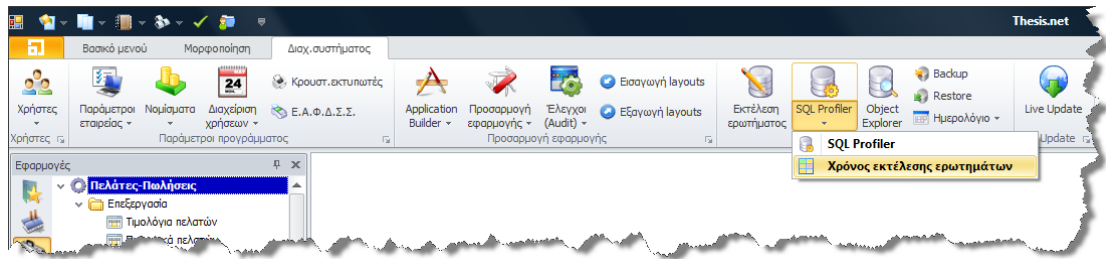 Thesis.net
Βασικό μενού Μορφοποίηση Διαχ.συστήματος
Χρήστες
Παράμετροι εταιρείας
Νομίσματα
24
Διαχείριση χρήσεων
Κρουστ.εκτυπωτές
Ε.Α.Φ.Δ.Σ.Σ.
Application Builder
Προσαρμογή εφαρμογής
Έλεγχοι (Audit)
Εισαγωγή layouts
Εξαγωγή layouts
Εκτέλεση ερωτήματος
SQL Profiler
Object Explorer
Backup
Restore
Ημερολόγιο
Live Update
Χρήστες Παράμετροι προγράμματος Προσαρμογή εφαρμογής Update
SQL Profiler
Χρόνος εκτέλεσης ερωτημάτων
Εφαρμογές
Πελάτες-Πωλήσεις
Επεξεργασία
Τιμολόγια πελατών